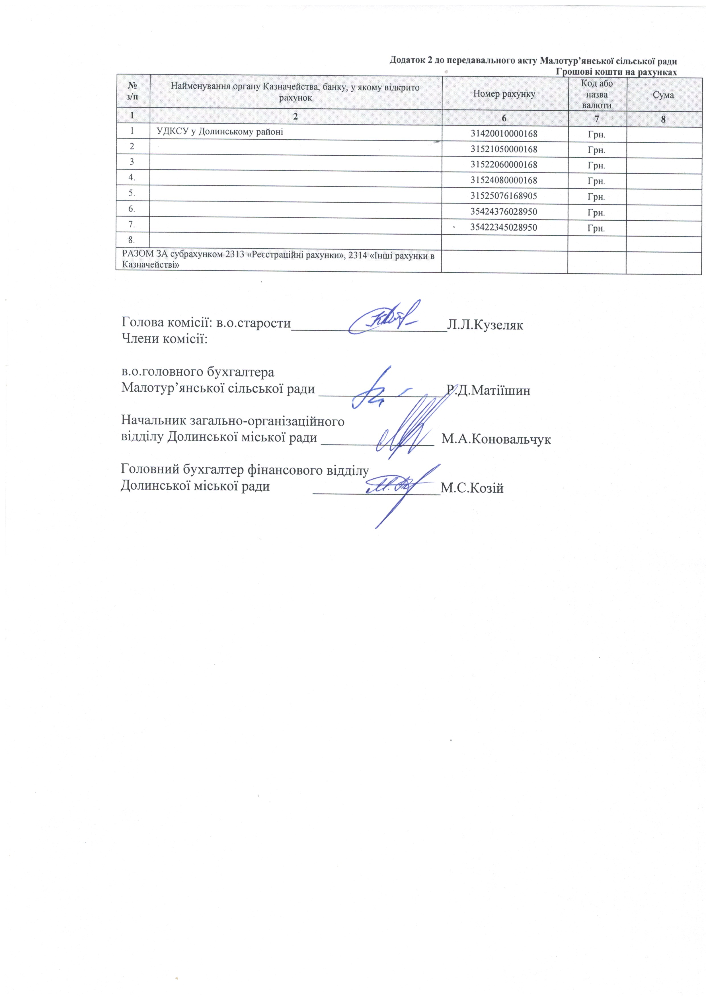 Додаток 2 до передавального акту Малотур’янської сільської ради
Грошові кошти на рахунках
№ з/п Найменування органу Казначейства, банку, у якому відкрито рахунок Номер рахунку Код або назва валюти Сума
1 2 6 7 8
1 УДКСУ у Долинському районі 31420010000168 Грн.
2 31521050000168 Грн.
3 31522060000168 Грн.
4. 31524080000168 Грн.
5. 31525076168905 Грн.
6. 35424376028950 Грн.
7. 35422345028950 Грн.
8.
РАЗОМ ЗА субрахунком 2313 «Реєстраційні рахунки», 2314 «Інші рахунки в
Казначействі»
Голова комісії: в.о.старости Л.Л.Кузеляк
Члени комісії:
в.о.головного бухгалтера
Малотур’янської сільської ради Р.Д.Матіїшин
Начальник загально-організаційного
відділу Долинської міської ради М.А.Коновальчук
Головний бухгалтер фінансового відділу
Долинської міської ради М.С.Козій